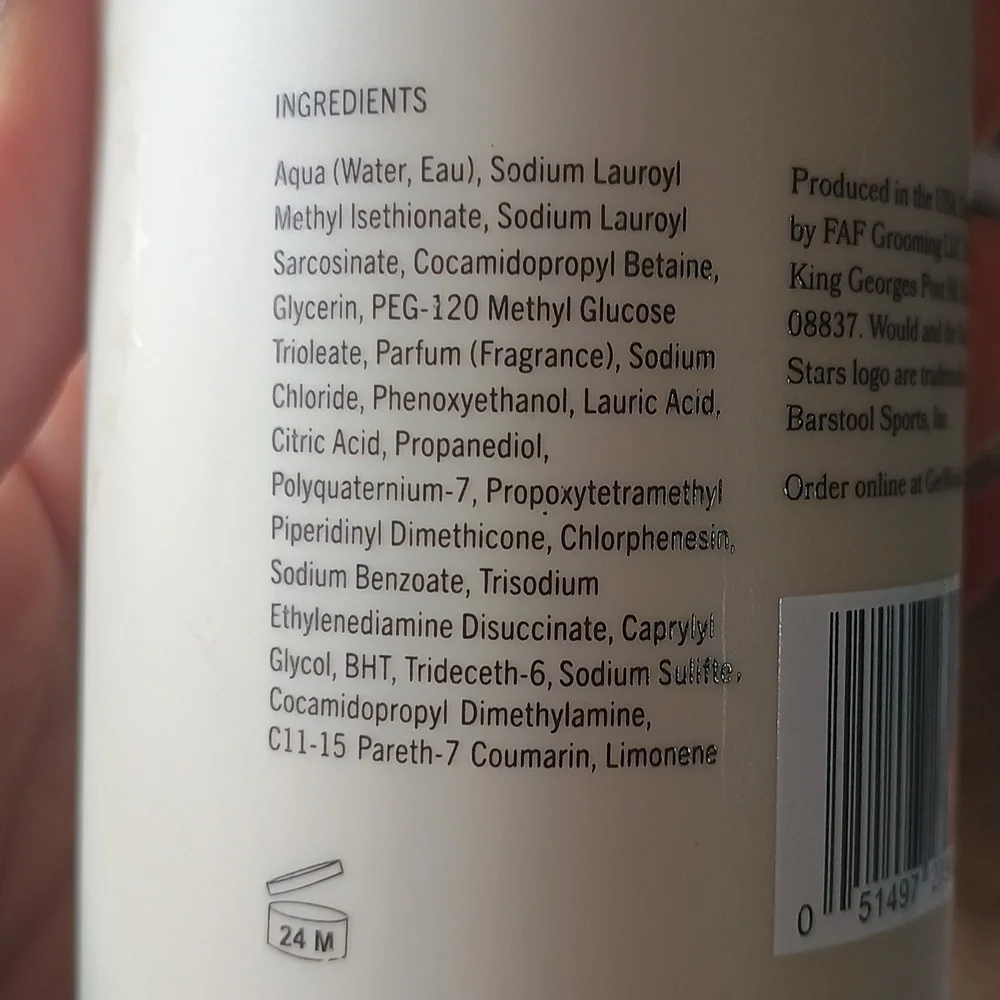 INGREDIENTS
Aqua (Water, Eau), Sodium Lauroyl
Methyl Isethionate, Sodium Lauroyl
Sarcosinate, Cocamidopropyl Betaine,
Glycerin, PEG-120 Methyl Glucose
Trioleate, Parfum (Fragrance), Sodium
Chloride, Phenoxyethanol, Lauric Acid,
Citric Acid, Propanediol,
Polyquaternium-7, Propoxytetramethyl
Piperidinyl Dimethicone, Chlorphenesin,
Sodium Benzoate, Trisodium
Ethylenediamine Disuccinate, Caprylyl
Glycol, BHT, Trideceth-6, Sodium Sulifte,
Cocamidopropyl Dimethylamine,
C11-15 Pareth-7 Coumarin, Limonene
24 M
Produced in the USA
by FAF Grooming
King Georges Post
08837. Would and the
Stars logo are
Barstool Sports, Inc
Order online at
0 51497